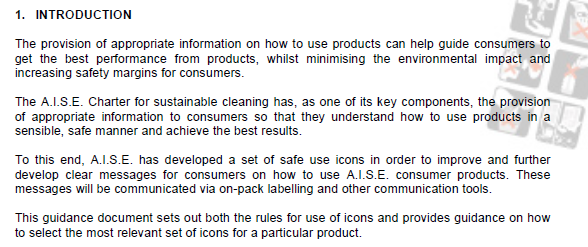 1. INTRODUCTION
The provision of appropriate information on how to use products can help guide consumers to
get the best performance from products, whilst minimising the environmental impact and
increasing safety margins for consumers.
The A.I.S.E. Charter for sustainable cleaning has, as one of its key components, the provision
of appropriate information to consumers so that they understand how to use products in a
sensible, safe manner and achieve the best results.
To this end, A.I.S.E. has developed a set of safe use icons in order to improve and further
develop clear messages for consumers on how to use A.I.S.E. consumer products. These
messages will be communicated via on-pack labelling and other communication tools.
This guidance document sets out both the rules for use of icons and provides guidance on how
to select the most relevant set of icons for a particular product.